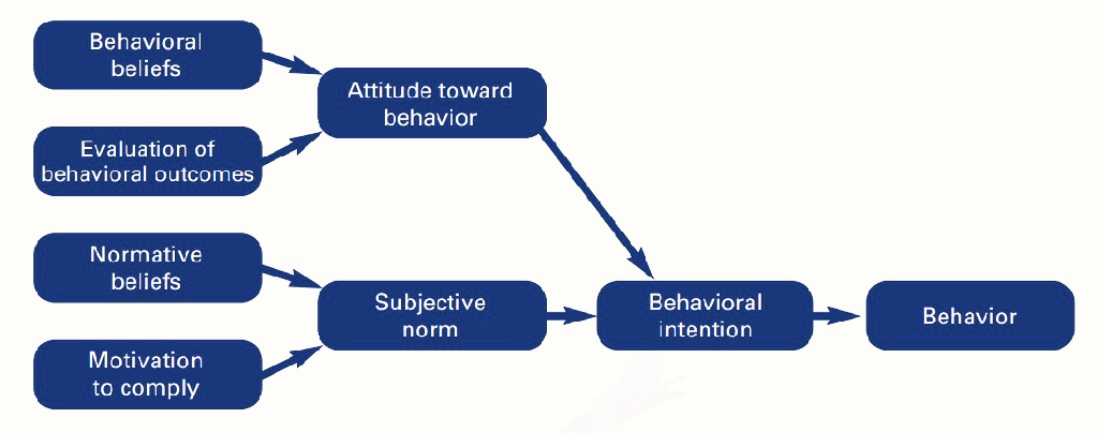 Behavioral
beliefs
Attitude toward
behavior
Evaluation of
behavioral outcomes
Normative
beliefs
Subjective
norm
Behavioral
intention
Behavior
Motivation
to comply